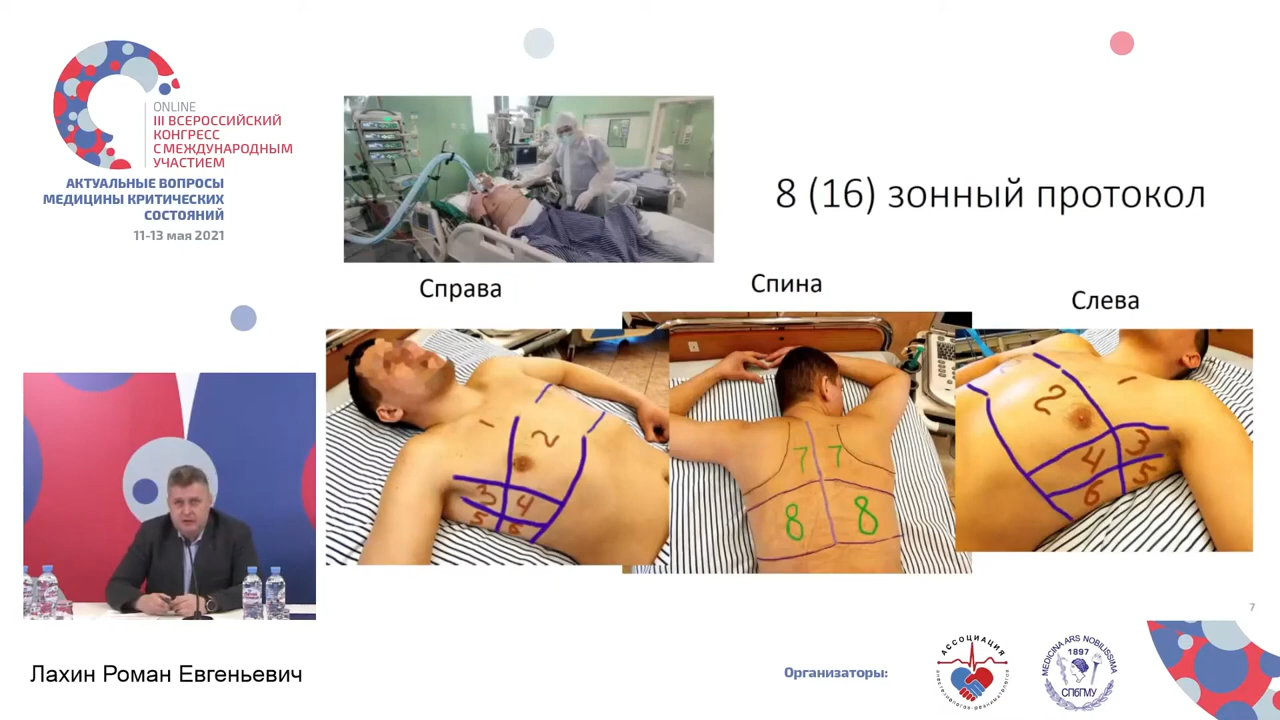 ONLINE
III ВСЕРОССИЙСКИЙ
КОНГРЕСС
С МЕЖДУНАРОДНЫМ
УЧАСТИЕМ
АКТУАЛЬНЫЕ ВОПРОСЫ
МЕДИЦИНЫ КРИТИЧЕСКИХ
СОСТОЯНИЙ
11-13 мая 2021
8 (16) зонный протокол
Справа
Спина
Слева
1 2
3 4
5 6
7 7
8 8
2 1
4 3
6 5
7
Лахин Роман Евгеньевич
Организаторы:
АССОЦИАЦИЯ
анестезиологов-реаниматологов
MEDICINA ARS NOBILISSIMA
1897
СПбГМУ